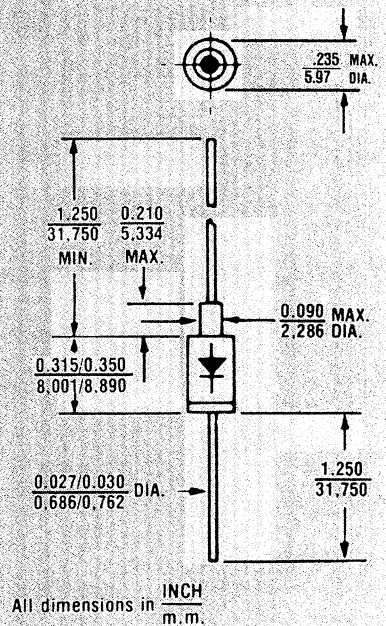 .235 MAX.
5.97 DIA.
1.250
31,750
MIN.
0.210
5,334
MAX.
0.090 MAX.
2,286 DIA.
0.315/0.350
8,001/8.890
0.027/0.030 DIA.
0,686/0,762
1.250
31,750
All dimensions in INCH
m.m.